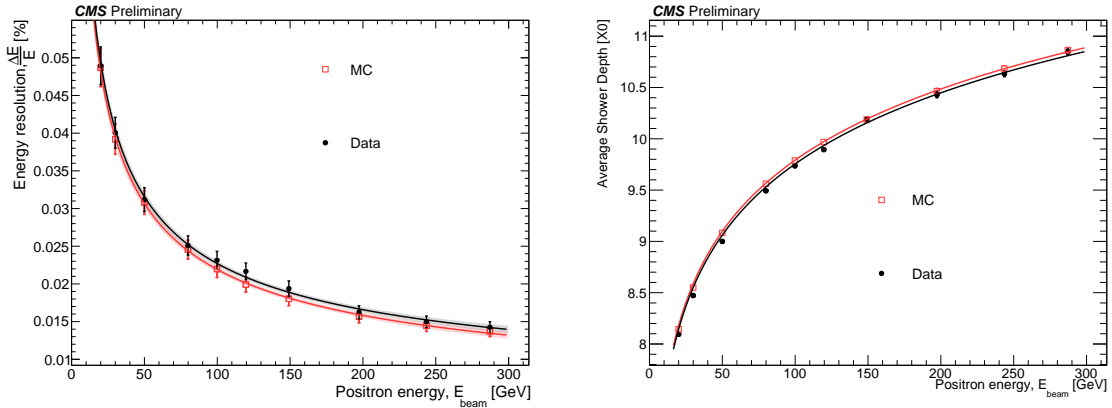 CMS Preliminary
Energy resolution, ΔE/E [%]
0.05
0.04
0.03
0.02
0.015
0.01
0.025
0.035
MC
Data
0 50 100 150 200 250 300
Positron energy, E_beam [GeV]
CMS Preliminary
Average Shower Depth [X0]
11
10.5
10
9.5
9
8.5
8
MC
Data
0 50 100 150 200 250 300
Positron energy, E_beam [GeV]